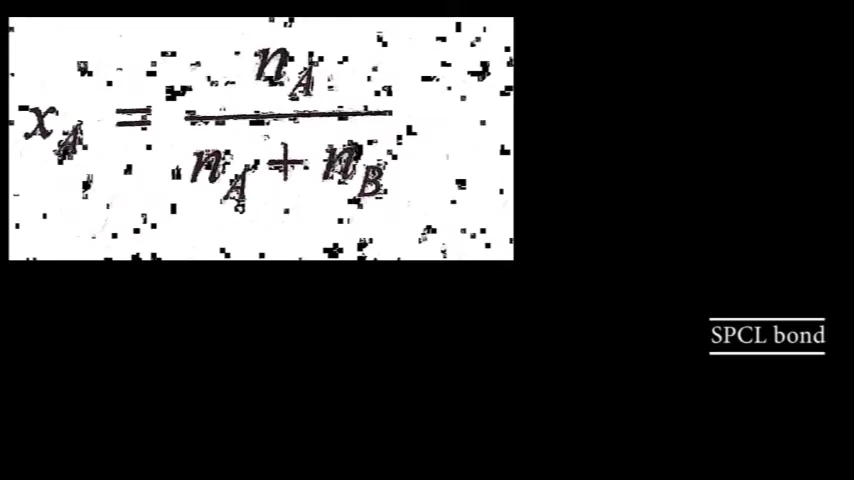 x_A = n_A / (n_A + n_B)
SPCL bond